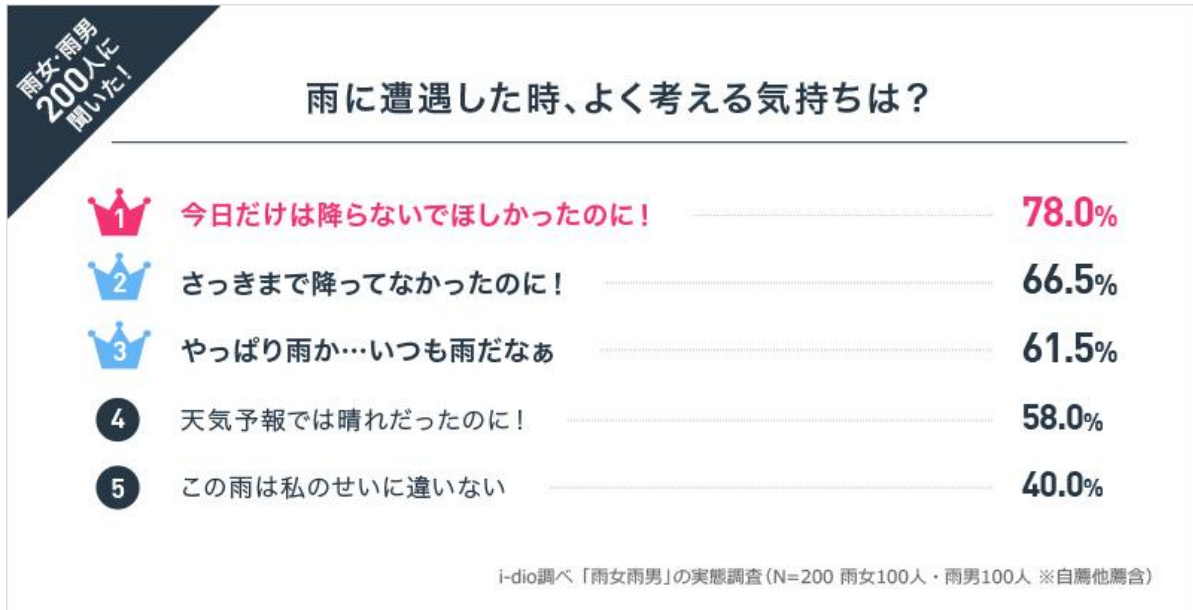 雨女・雨男
200人に
聞いた!
雨に遭遇した時、よく考える気持ちは?
1 今日だけは降らないでほしかったのに! 78.0%
2 さっきまで降ってなかったのに! 66.5%
3 やっぱり雨か…いつも雨だなぁ 61.5%
4 天気予報では晴れだったのに! 58.0%
5 この雨は私のせいに違いない 40.0%
i-dio調べ「雨女雨男」の実態調査(N=200 雨女100人・雨男100人 ※自薦他薦含)